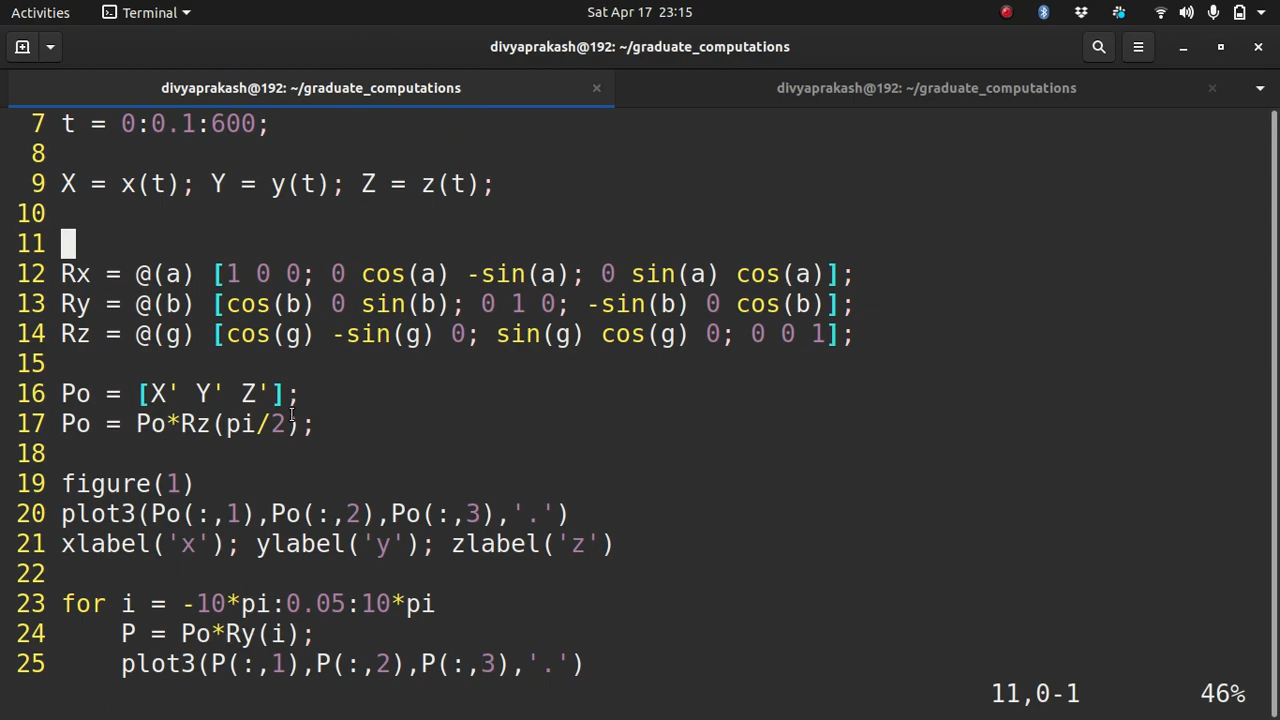 Activities Terminal Sat Apr 17 23:15
divyaprakash@192: ~/graduate_computations
divyaprakash@192: ~/graduate_computations divyaprakash@192: ~/graduate_computations
7 t = 0:0.1:600;
8
9 X = x(t); Y = y(t); Z = z(t);
10
11
12 Rx = @(a) [1 0 0; 0 cos(a) -sin(a); 0 sin(a) cos(a)];
13 Ry = @(b) [cos(b) 0 sin(b); 0 1 0; -sin(b) 0 cos(b)];
14 Rz = @(g) [cos(g) -sin(g) 0; sin(g) cos(g) 0; 0 0 1];
15
16 Po = [X' Y' Z'];
17 Po = Po*Rz(pi/2);
18
19 figure(1)
20 plot3(Po(:,1),Po(:,2),Po(:,3),'.')
21 xlabel('x'); ylabel('y'); zlabel('z')
22
23 for i = -10*pi:0.05:10*pi
24     P = Po*Ry(i);
25     plot3(P(:,1),P(:,2),P(:,3),'.')
11,0-1 46%